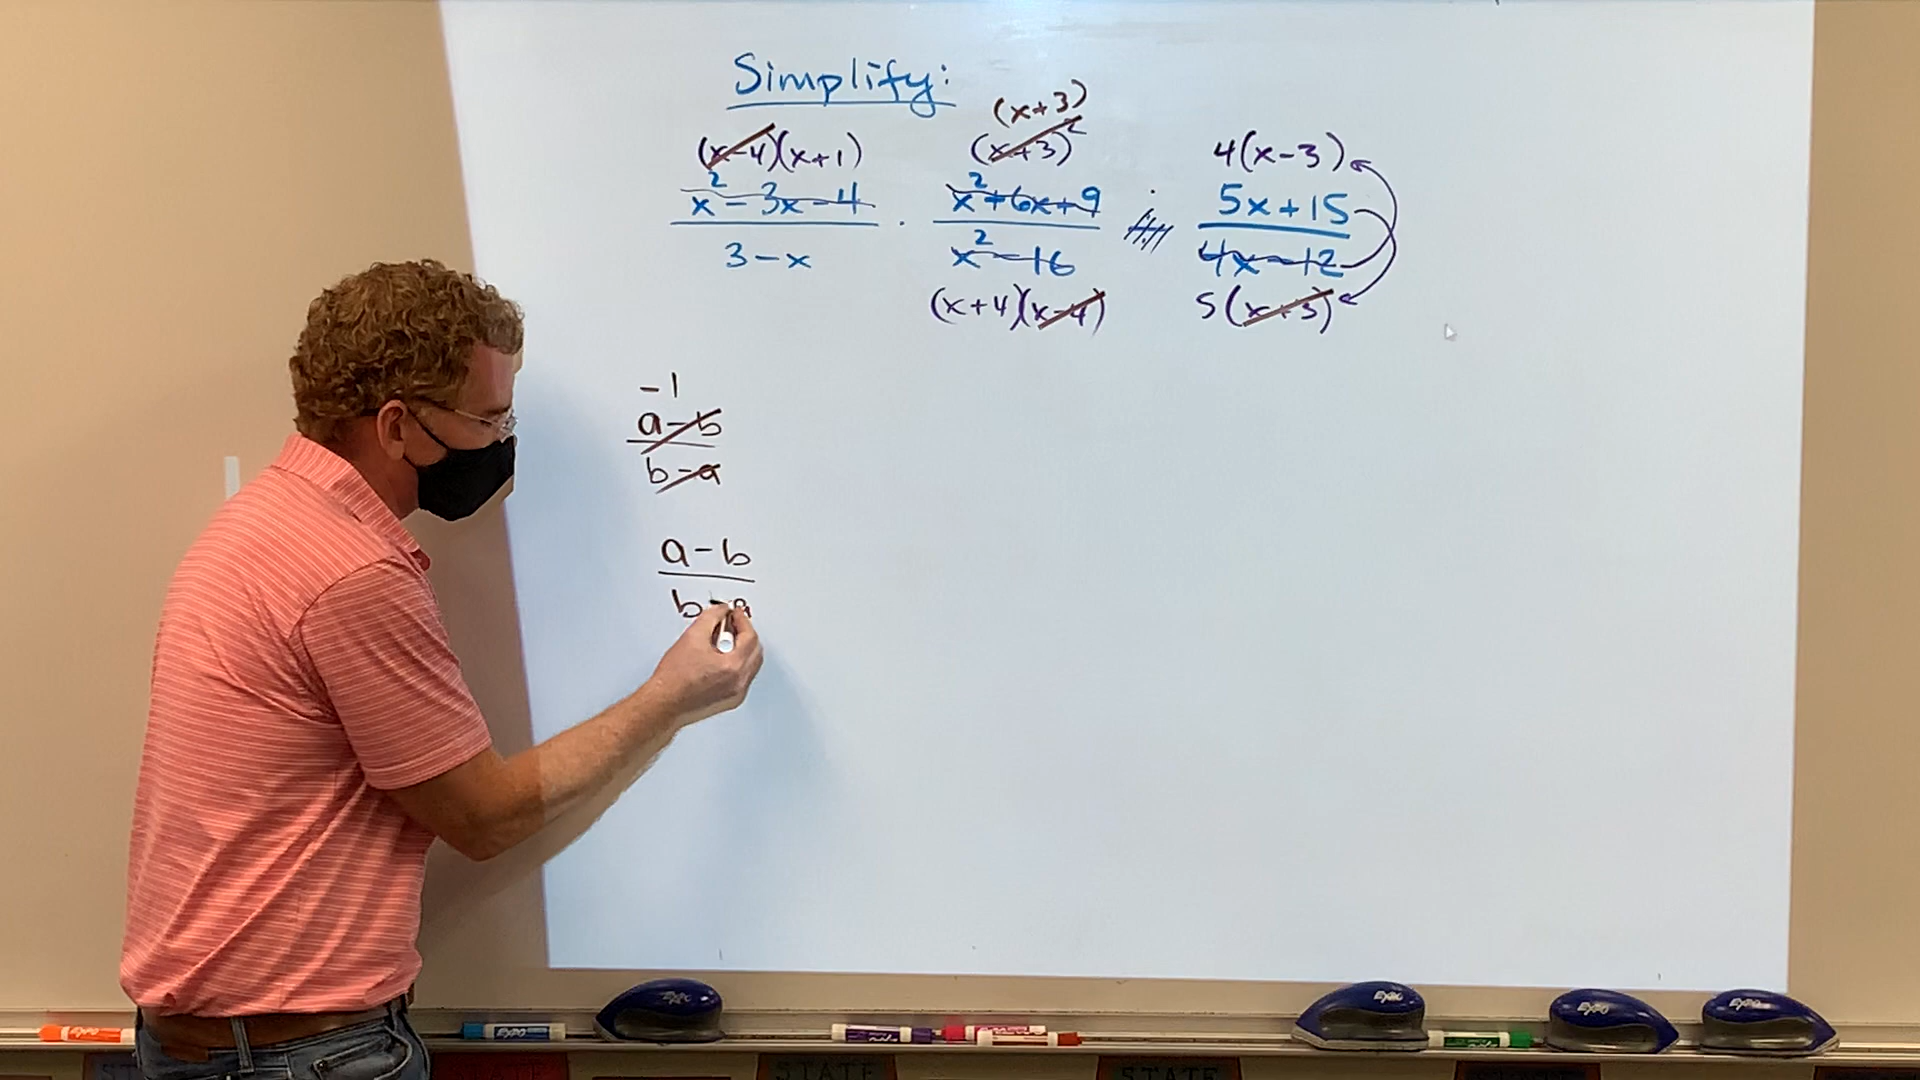 Simplify:
(x+3)
(x-4)(x+1) (x+3)² 4(x-3)
x²-3x-4 x²+6x+9 5x+15
3-x · x²-16 ÷ 4x-12
(x+4)(x-4) 5(x+3)
-1
a-b
b-a
a-b
b-a
EXPO
EXPO
EXPO
EXPO
EXPO
STATE
STATE